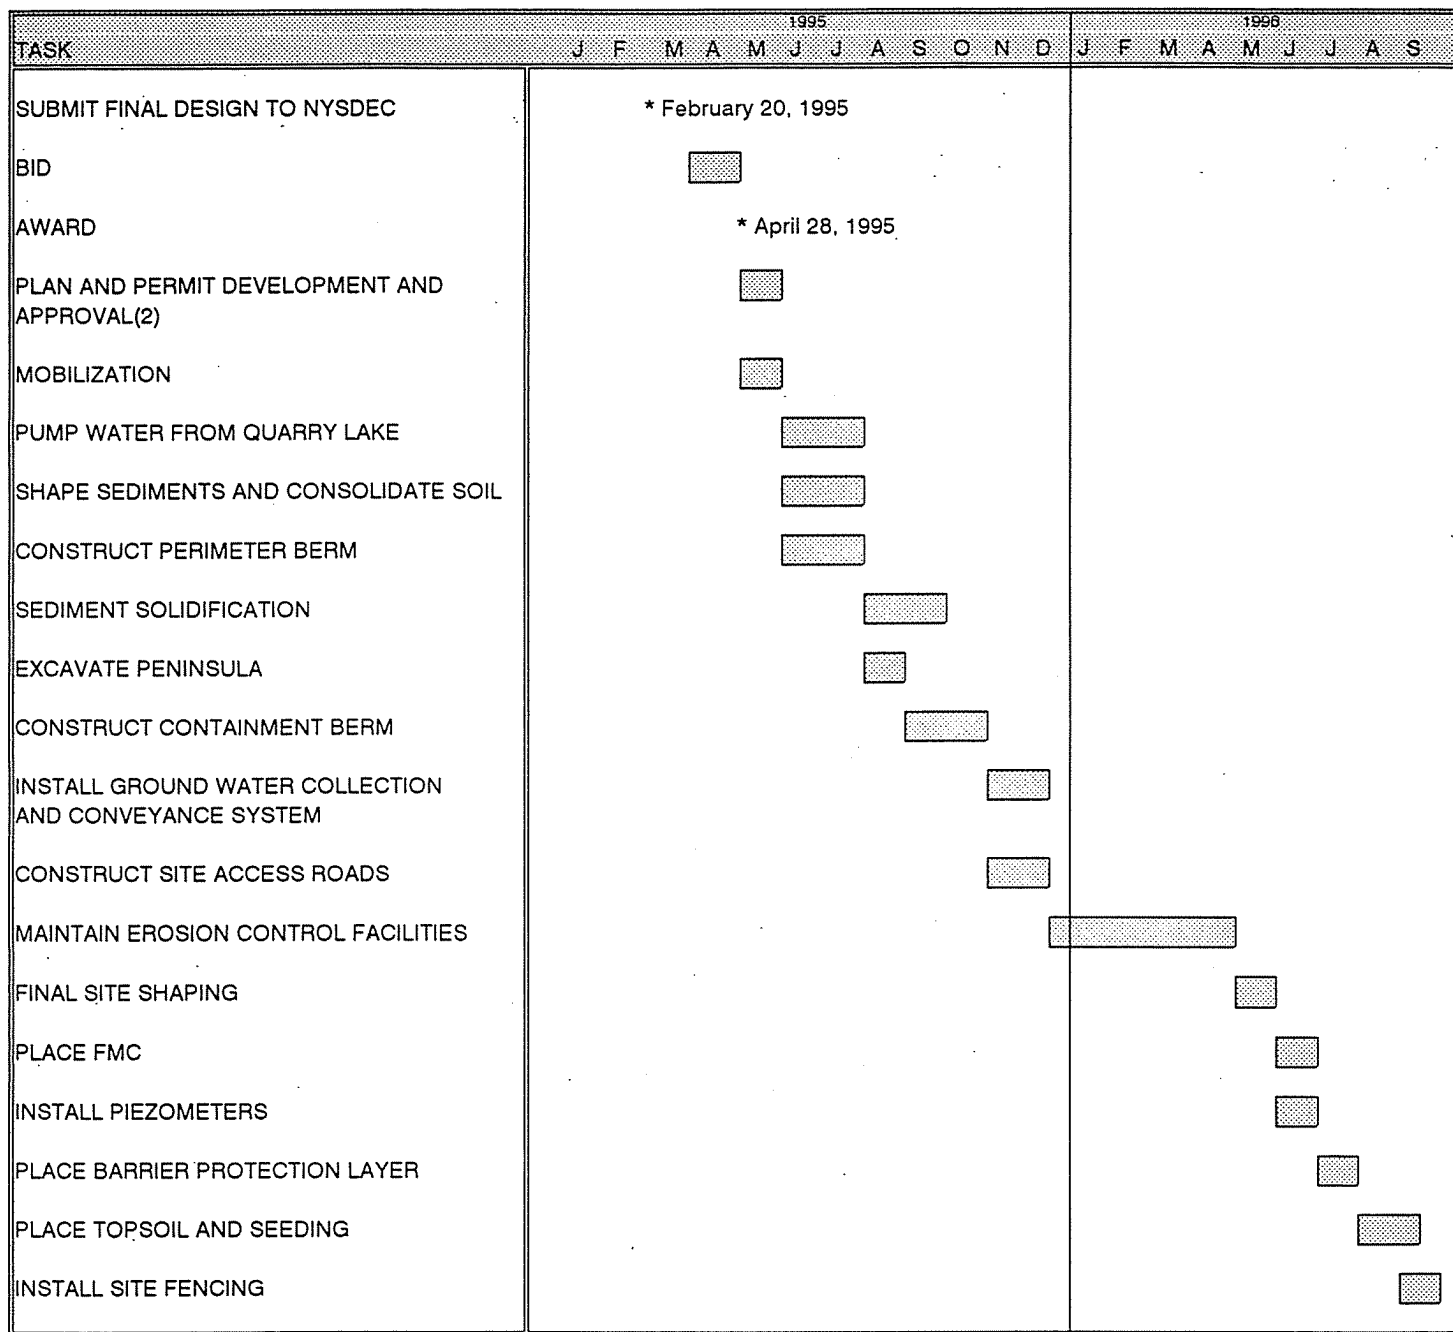 1995 1996
TASK J F M A M J J A S O N D J F M A M J J A S
SUBMIT FINAL DESIGN TO NYSDEC * February 20, 1995
BID
AWARD * April 28, 1995
PLAN AND PERMIT DEVELOPMENT AND
APPROVAL(2)
MOBILIZATION
PUMP WATER FROM QUARRY LAKE
SHAPE SEDIMENTS AND CONSOLIDATE SOIL
CONSTRUCT PERIMETER BERM
SEDIMENT SOLIDIFICATION
EXCAVATE PENINSULA
CONSTRUCT CONTAINMENT BERM
INSTALL GROUND WATER COLLECTION
AND CONVEYANCE SYSTEM
CONSTRUCT SITE ACCESS ROADS
MAINTAIN EROSION CONTROL FACILITIES
FINAL SITE SHAPING
PLACE FMC
INSTALL PIEZOMETERS
PLACE BARRIER PROTECTION LAYER
PLACE TOPSOIL AND SEEDING
INSTALL SITE FENCING